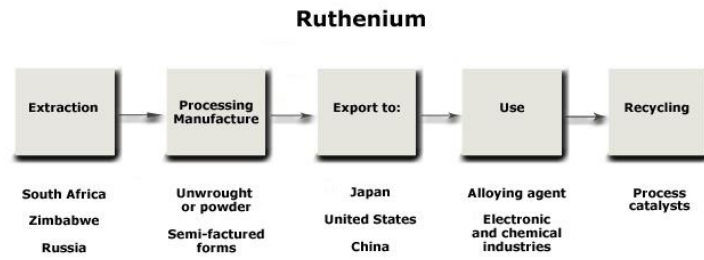 Ruthenium
Extraction
Processing
Manufacture
Export to:
Use
Recycling
South Africa
Zimbabwe
Russia
Unwrought
or powder
Semi-factured
forms
Japan
United States
China
Alloying agent
Electronic
and chemical
industries
Process
catalysts